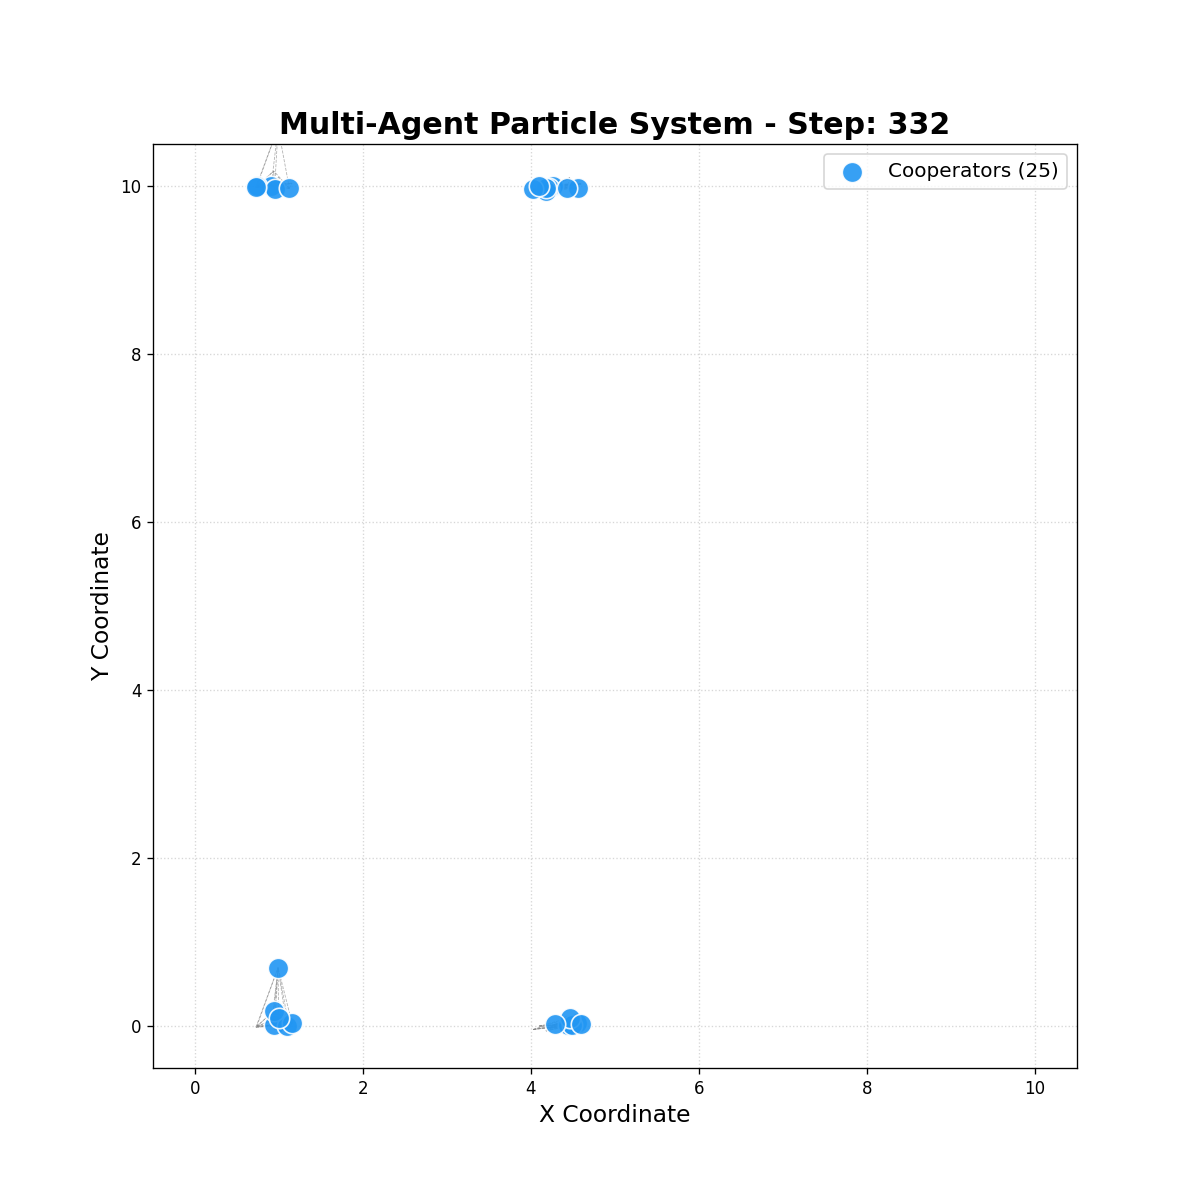 Multi-Agent Particle System - Step: 332
Cooperators (25)
10
8
6
4
2
0
Y Coordinate
0 2 4 6 8 10
X Coordinate